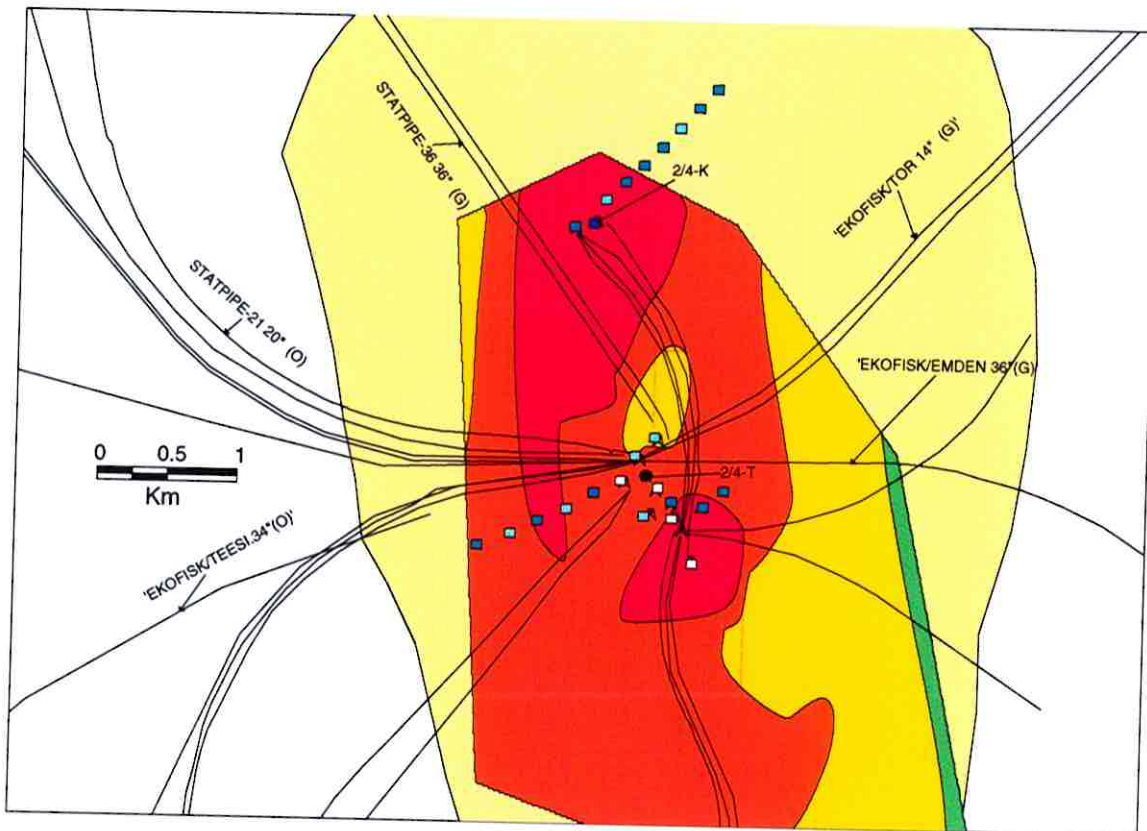 STATPIPE-36 36" (G)
2/4-K
'EKOFISK/TOR 14" (G)'
STATPIPE-21 20" (O)
'EKOFISK/EMDEN 36"(G)
0 0.5 1
Km
2/4-T
'EKOFISK/TEESI.34"(O)'